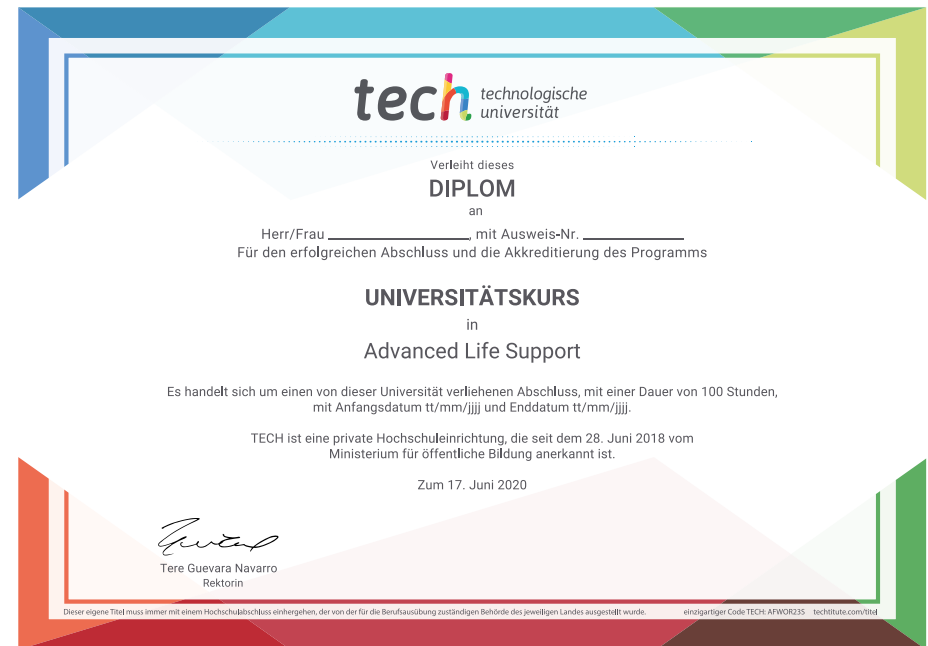 tech technologische
universität
Verleiht dieses
DIPLOM
an
Herr/Frau ____________, mit Ausweis-Nr. ____________
Für den erfolgreichen Abschluss und die Akkreditierung des Programms
UNIVERSITÄTSKURS
in
Advanced Life Support
Es handelt sich um einen von dieser Universität verliehenen Abschluss, mit einer Dauer von 100 Stunden,
mit Anfangsdatum tt/mm/jjjj und Enddatum tt/mm/jjjj.
TECH ist eine private Hochschuleinrichtung, die seit dem 28. Juni 2018 vom
Ministerium für öffentliche Bildung anerkannt ist.
Zum 17. Juni 2020
Tere Guevara Navarro
Rektorin
Dieser eigene Titel muss immer mit einem Hochschulabschluss einhergehen, der von der für die Berufsausübung zuständigen Behörde des jeweiligen Landes ausgestellt wurde. einzigartiger Code TECH: AFWOR23S techtitute.com/titel